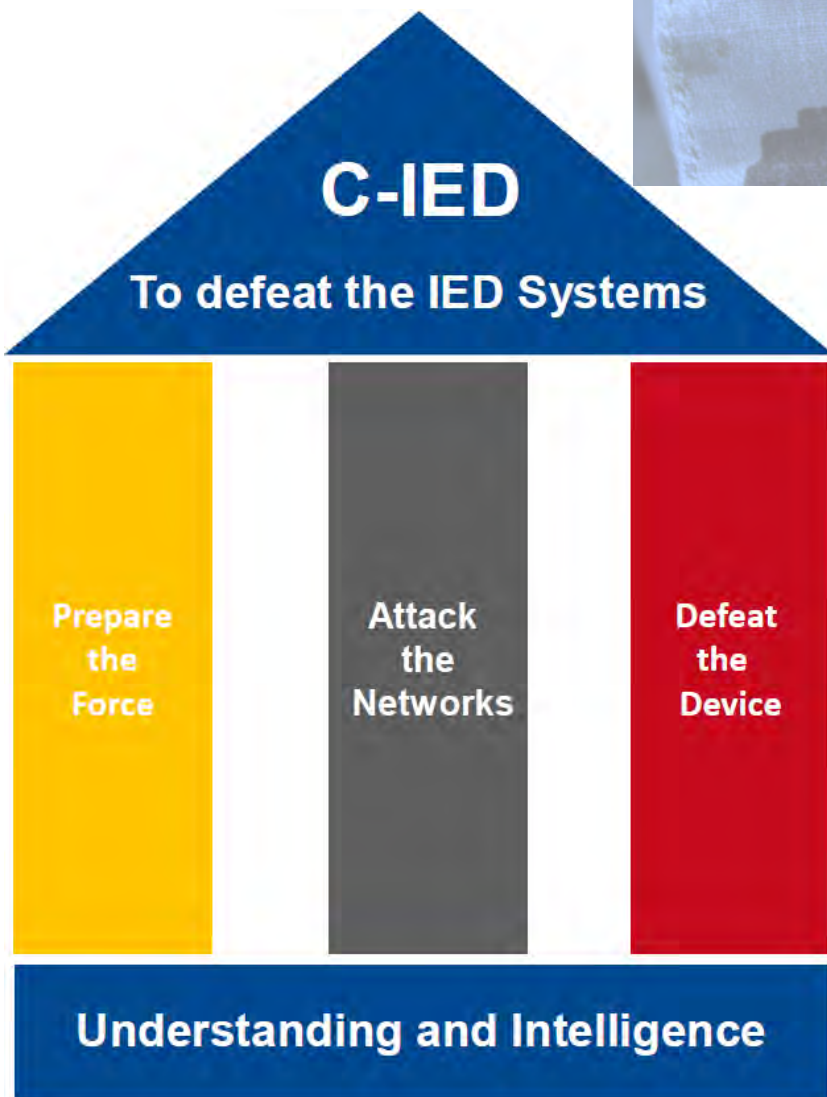 C-IED
To defeat the IED Systems
Prepare
the
Force
Attack
the
Networks
Defeat
the
Device
Understanding and Intelligence